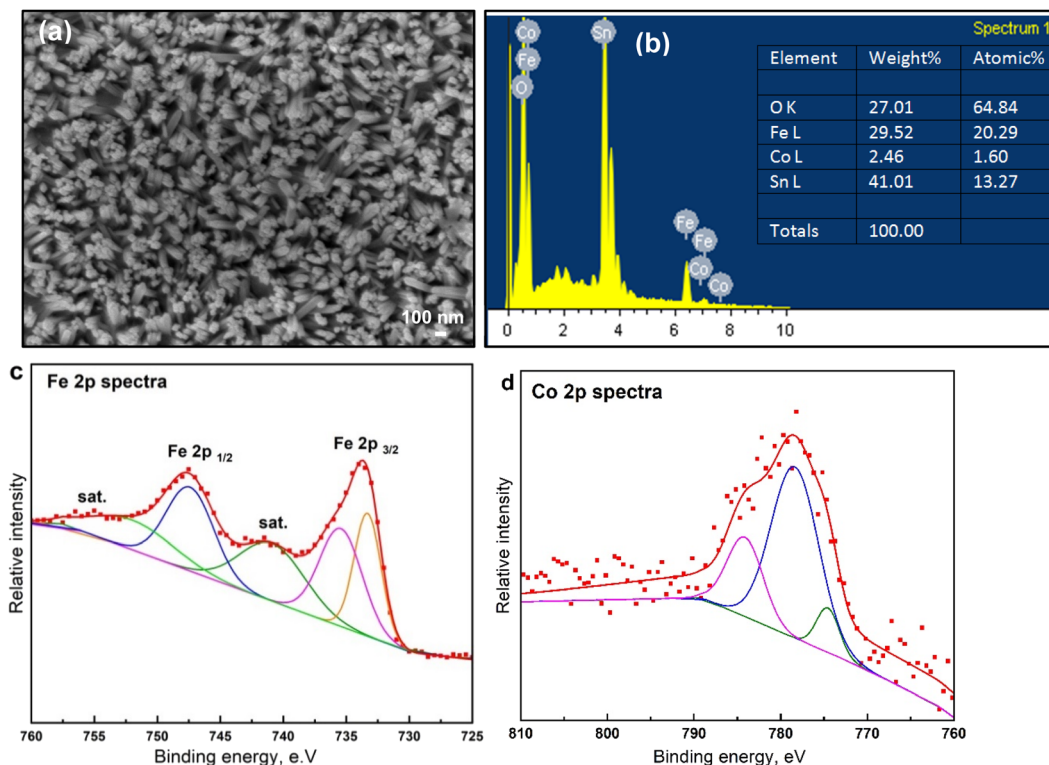 (a)
100 nm
(b)
Spectrum 1
Co
Fe
O
Sn
Fe
Fe
Co
Co
Element Weight% Atomic%
O K 27.01 64.84
Fe L 29.52 20.29
Co L 2.46 1.60
Sn L 41.01 13.27
Totals 100.00
0 2 4 6 8 10
c
Fe 2p spectra
Fe 2p 1/2
Fe 2p 3/2
sat.
sat.
Relative intensity
760 755 750 745 740 735 730 725
Binding energy, e.V
d
Co 2p spectra
Relative intensity
810 800 790 780 770 760
Binding energy, eV